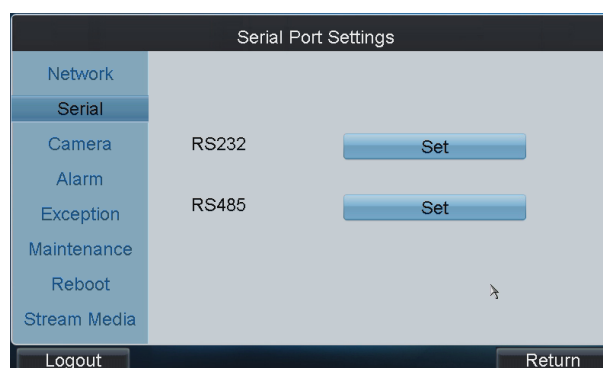 Serial Port Settings
Network
Serial
Camera
Alarm
Exception
Maintenance
Reboot
Stream Media
RS232
Set
RS485
Set
Logout
Return